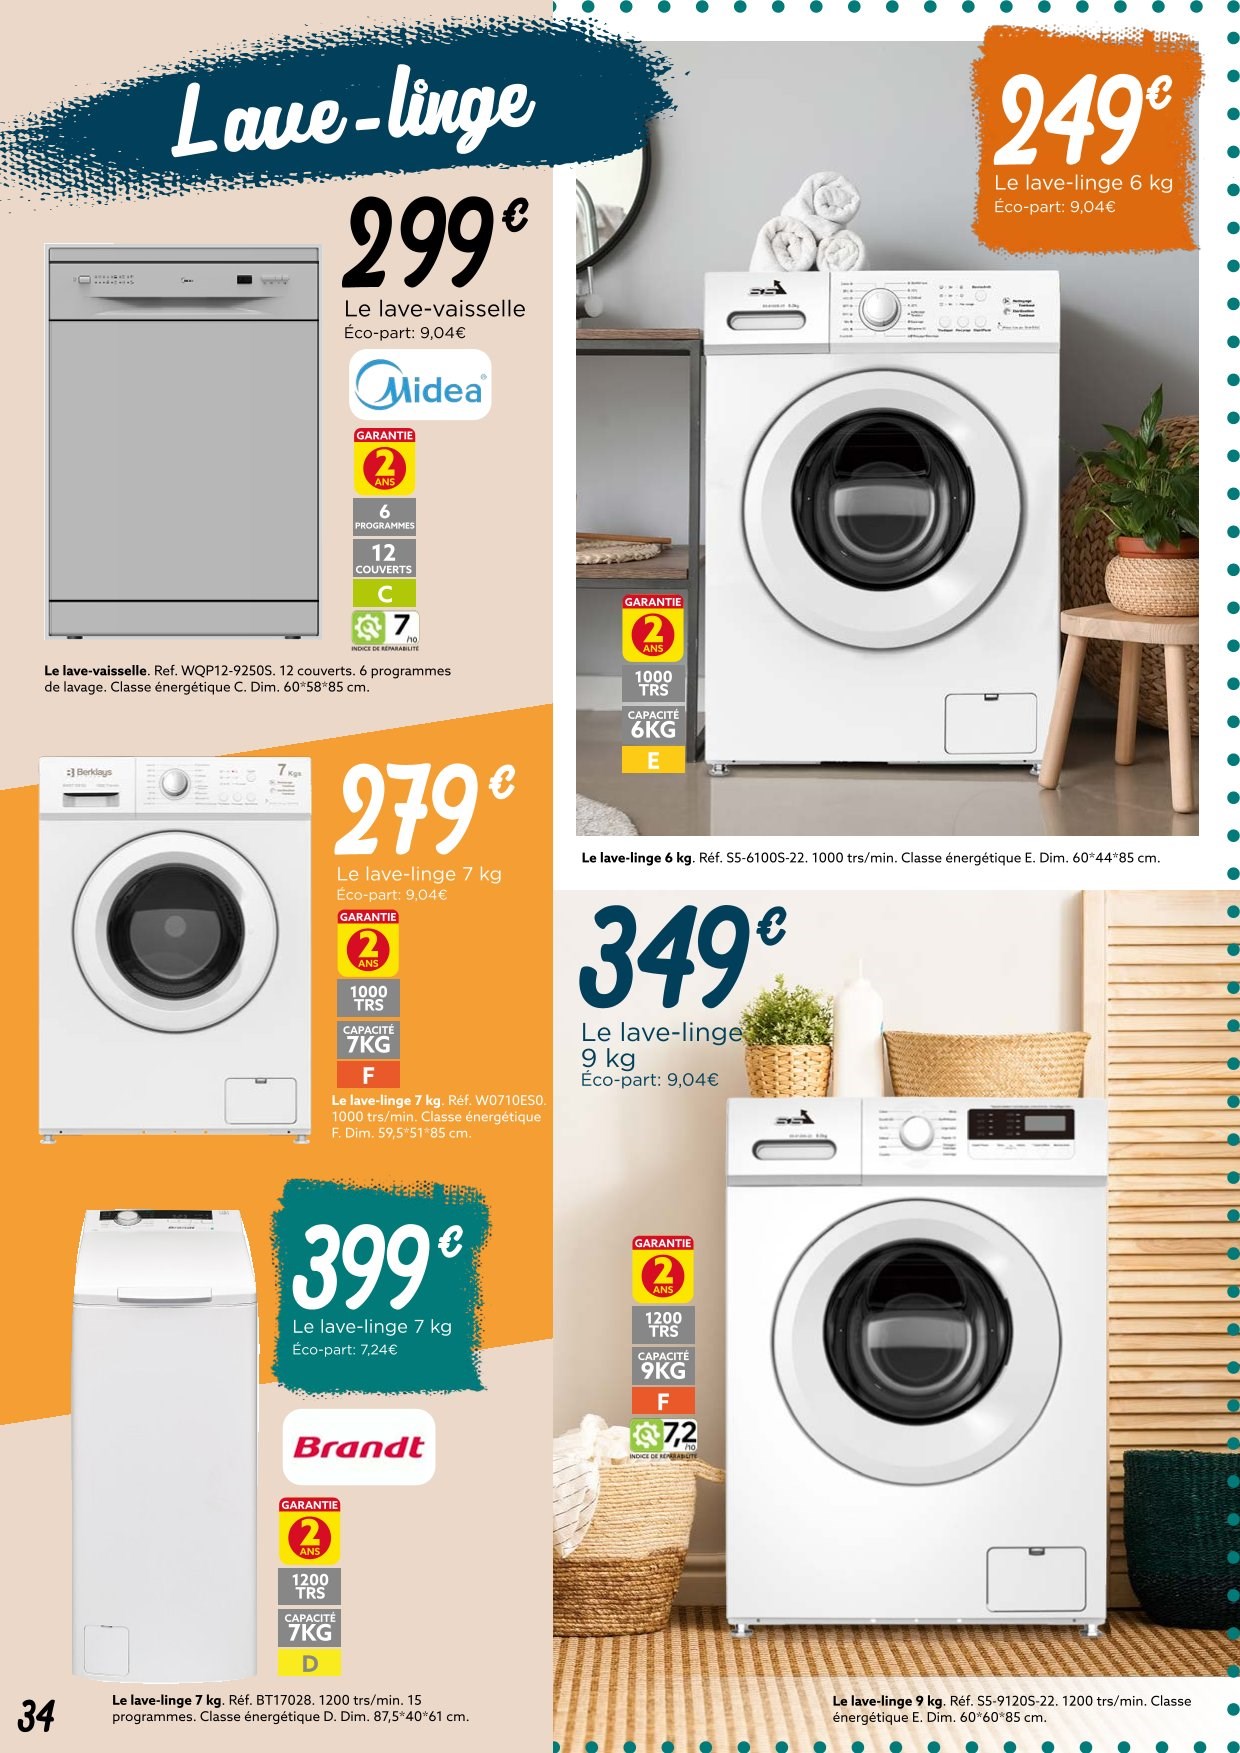 Lave-linge
299€
Le lave-vaisselle
Éco-part: 9,04€
Midea
GARANTIE
2
ANS
6
PROGRAMMES
12
COUVERTS
C
7/10
INDICE DE RÉPARABILITÉ
Le lave-vaisselle. Ref. WQP12-9250S. 12 couverts. 6 programmes
de lavage. Classe énergétique C. Dim. 60*58*85 cm.
249€
Le lave-linge 6 kg
Éco-part: 9,04€
GARANTIE
2
ANS
1000
TRS
CAPACITÉ
6KG
E
Le lave-linge 6 kg. Réf. S5-6100S-22. 1000 trs/min. Classe énergétique E. Dim. 60*44*85 cm.
Berklays
7 Kgs
279€
Le lave-linge 7 kg
Éco-part: 9,04€
GARANTIE
2
ANS
1000
TRS
CAPACITÉ
7KG
F
Le lave-linge 7 kg. Réf. W0710ES0.
1000 trs/min. Classe énergétique
F. Dim. 59,5*51*85 cm.
349€
Le lave-linge
9 kg
Éco-part: 9,04€
GARANTIE
2
ANS
1200
TRS
CAPACITÉ
9KG
F
7,2/10
INDICE DE RÉPARABILITÉ
Le lave-linge 9 kg. Réf. S5-9120S-22. 1200 trs/min. Classe
énergétique E. Dim. 60*60*85 cm.
399€
Le lave-linge 7 kg
Éco-part: 7,24€
Brandt
GARANTIE
2
ANS
1200
TRS
CAPACITÉ
7KG
D
Le lave-linge 7 kg. Réf. BT17028. 1200 trs/min. 15
programmes. Classe énergétique D. Dim. 87,5*40*61 cm.
34